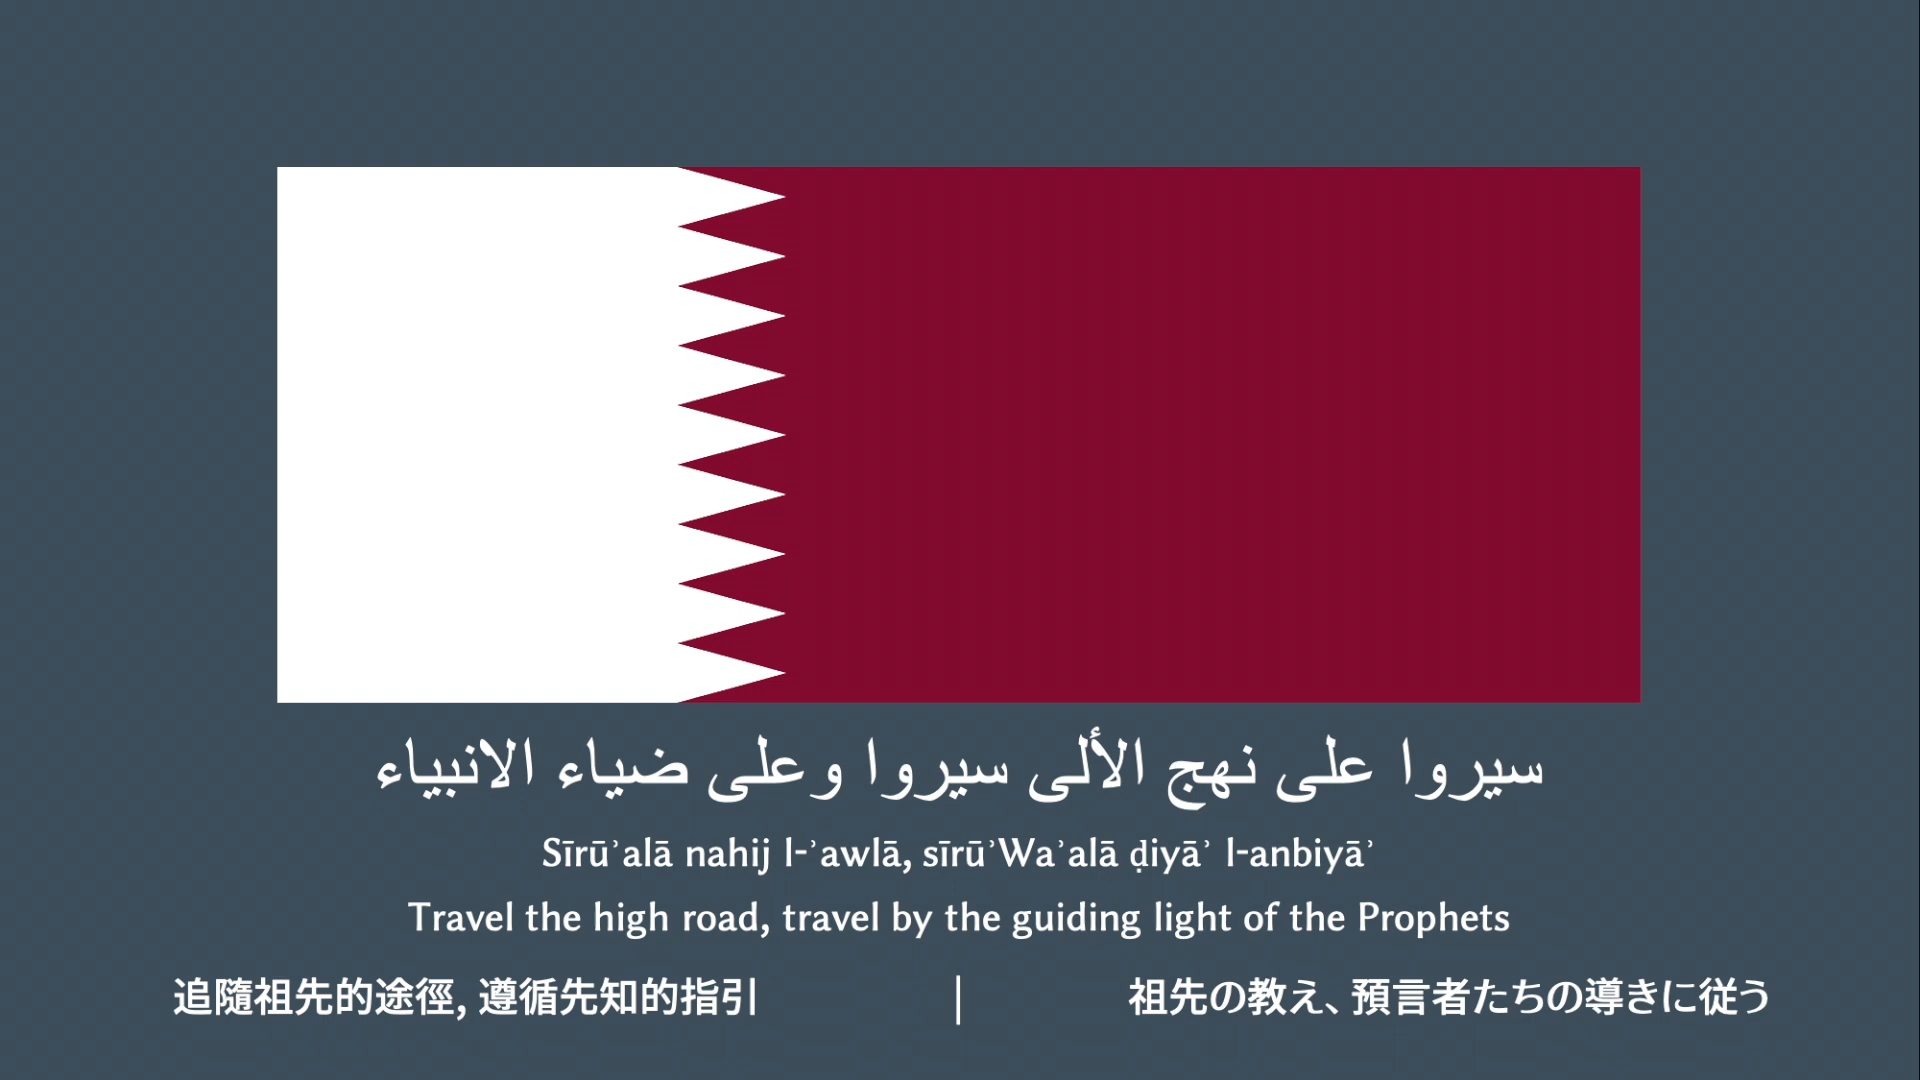 سيروا على نهج الألى سيروا وعلى ضياء الانبياء
Sīrūʾalā nahij l-ʾawlā, sīrūʾWaʾalā ḍiyāʾ l-anbiyāʾ
Travel the high road, travel by the guiding light of the Prophets
追隨祖先的途徑, 遵循先知的指引 | 祖先の教え、預言者たちの導きに従う